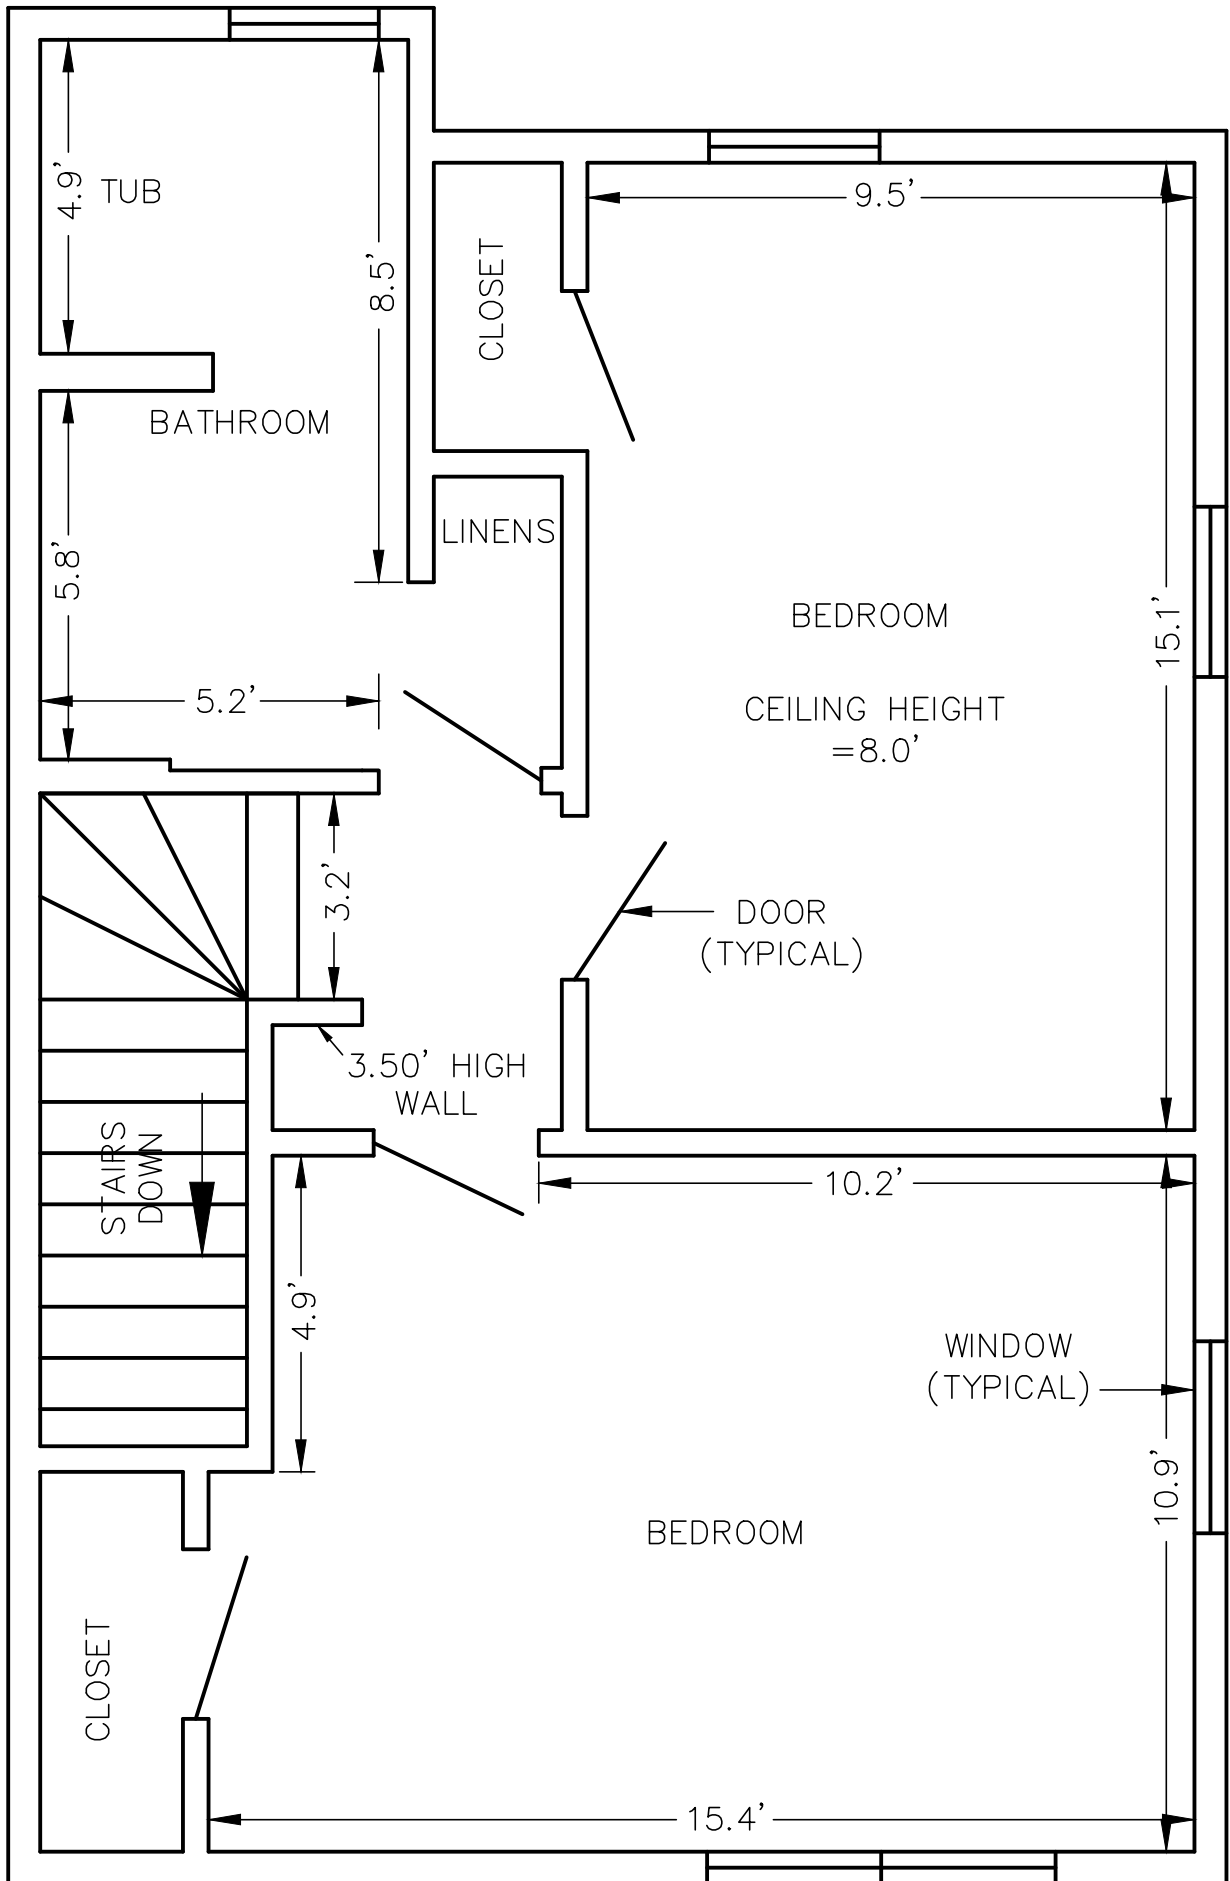 9.5’
4.9’
TUB
8.5’
CLOSET
BATHROOM
LINENS
5.8’
BEDROOM
15.1’
5.2’
CEILING HEIGHT
=8.0’
3.2’
DOOR
(TYPICAL)
3.50’ HIGH
WALL
STAIRS
DOWN
10.2’
4.9’
WINDOW
(TYPICAL)
10.9’
BEDROOM
CLOSET
15.4’